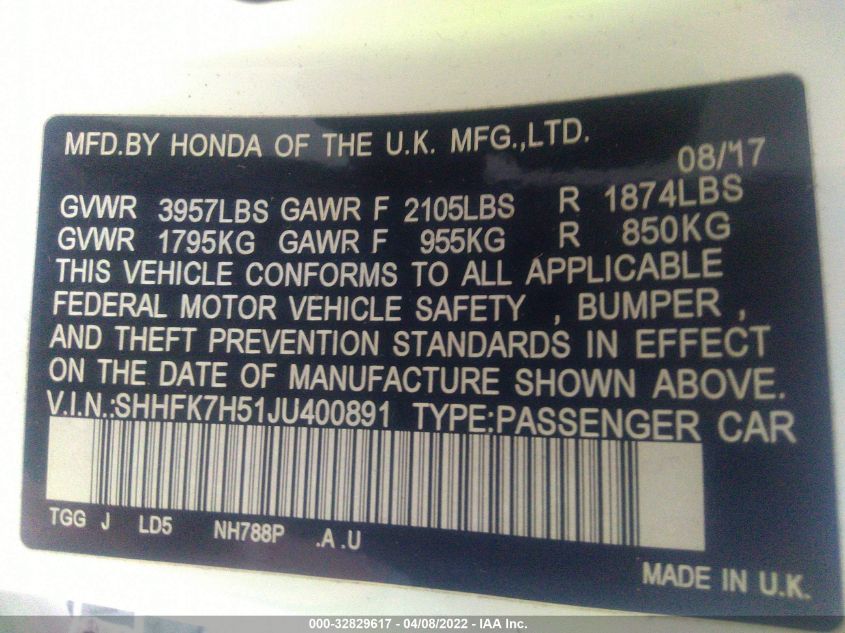 MFD.BY HONDA OF THE U.K. MFG.,LTD.
08/17
GVWR 3957LBS GAWR F 2105LBS R 1874LBS
GVWR 1795KG GAWR F 955KG R 850KG
THIS VEHICLE CONFORMS TO ALL APPLICABLE
FEDERAL MOTOR VEHICLE SAFETY , BUMPER ,
AND THEFT PREVENTION STANDARDS IN EFFECT
ON THE DATE OF MANUFACTURE SHOWN ABOVE.
V.I.N.:SHHFK7H51JU400891 TYPE:PASSENGER CAR
TGG J LD5 NH788P .A .U
MADE IN U.K.
000-32829617 - 04/08/2022 - IAA Inc.